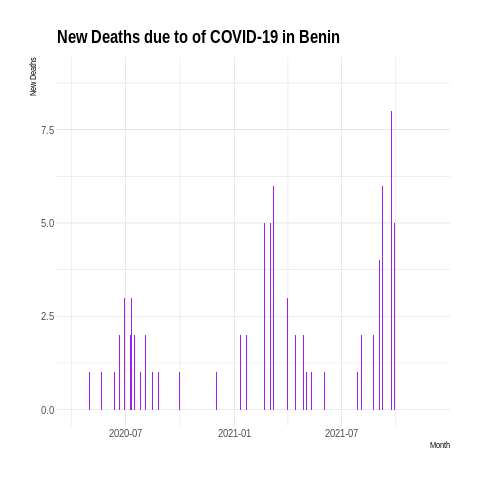 New Deaths due to of COVID-19 in Benin
New Deaths
7.5
5.0
2.5
0.0
2020-07 2021-01 2021-07
Month